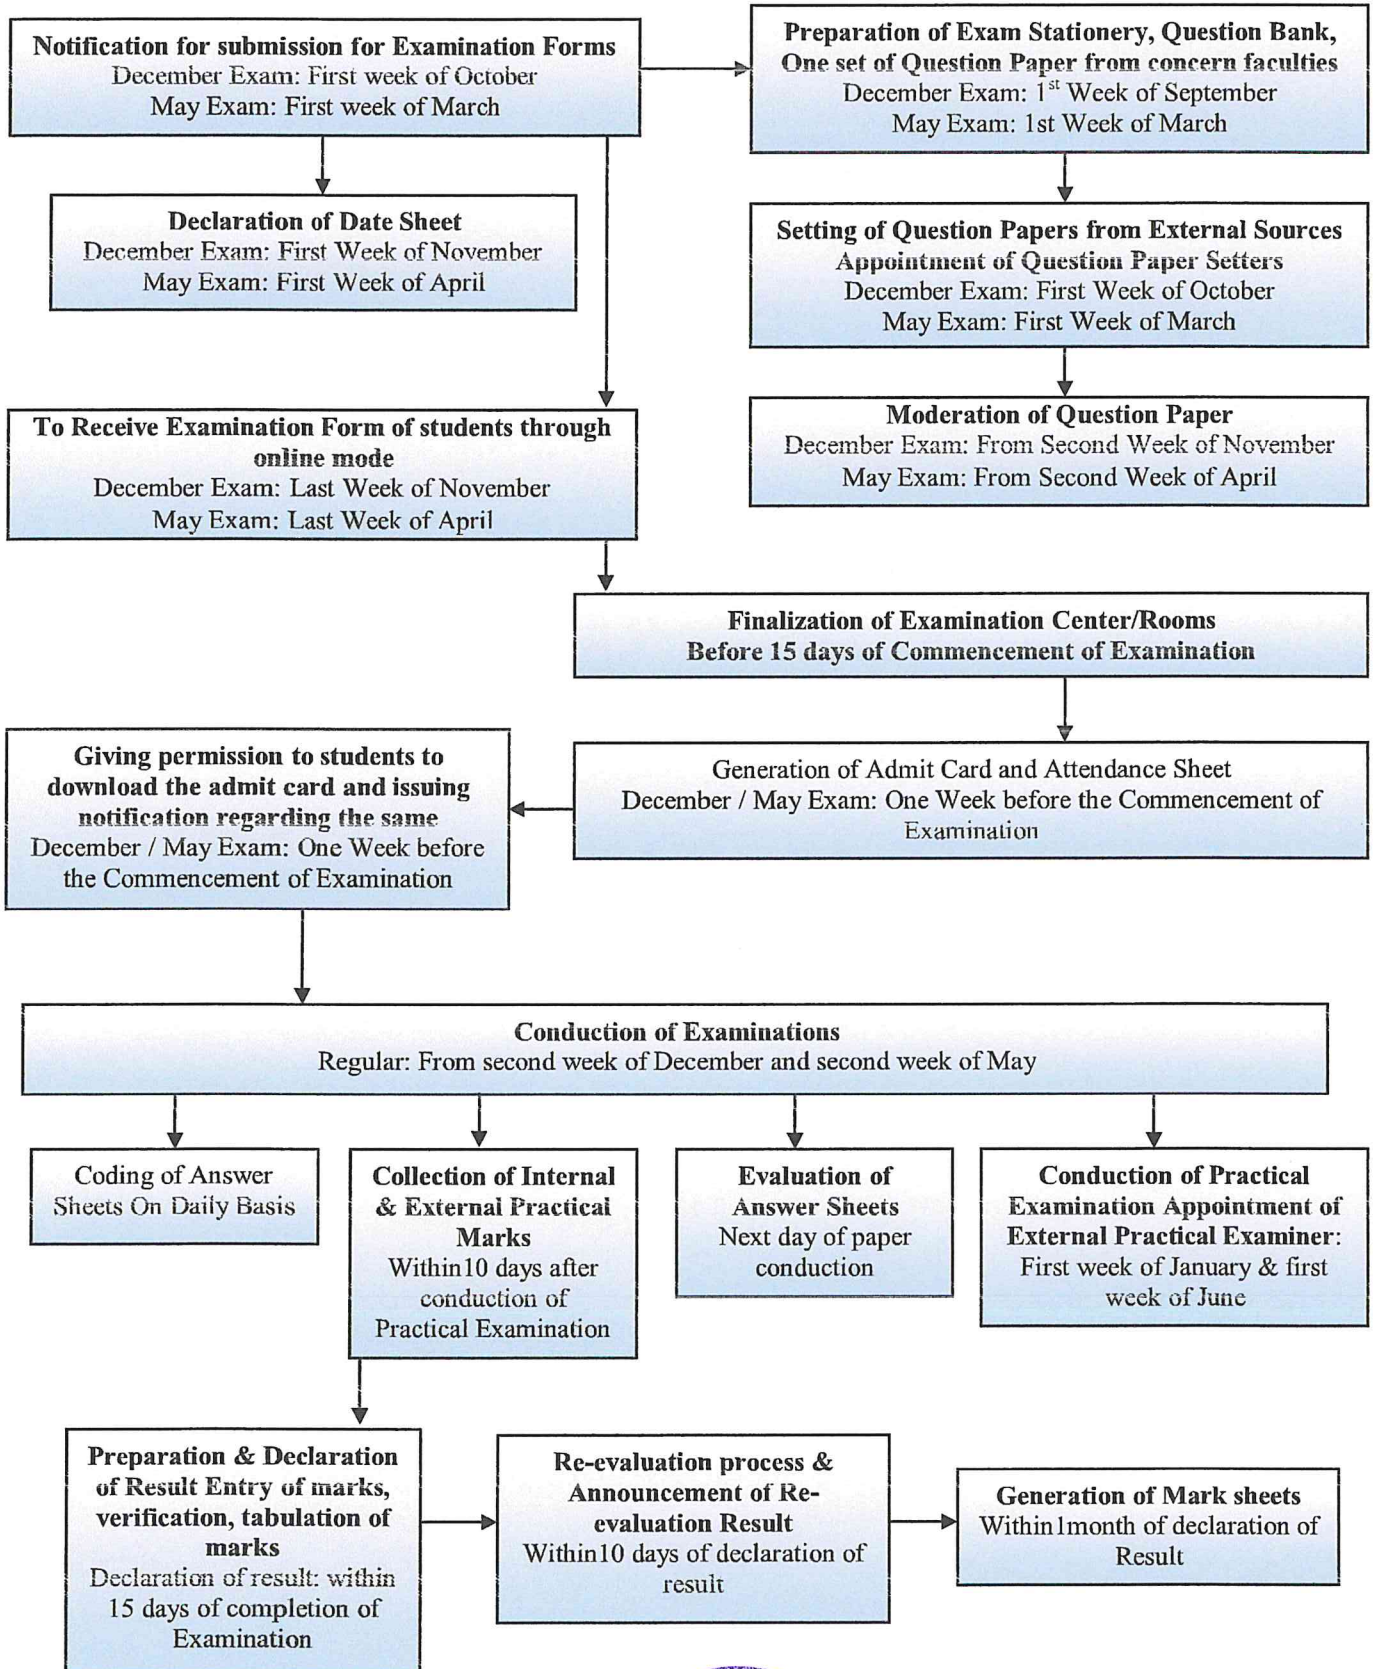 Notification for submission for Examination Forms
December Exam: First week of October
May Exam: First week of March
Preparation of Exam Stationery, Question Bank,
One set of Question Paper from concern faculties
December Exam: 1st Week of September
May Exam: 1st Week of March
Declaration of Date Sheet
December Exam: First Week of November
May Exam: First Week of April
Setting of Question Papers from External Sources
Appointment of Question Paper Setters
December Exam: First Week of October
May Exam: First Week of March
To Receive Examination Form of students through
online mode
December Exam: Last Week of November
May Exam: Last Week of April
Moderation of Question Paper
December Exam: From Second Week of November
May Exam: From Second Week of April
Finalization of Examination Center/Rooms
Before 15 days of Commencement of Examination
Generation of Admit Card and Attendance Sheet
December / May Exam: One Week before the Commencement of
Examination
Giving permission to students to
download the admit card and issuing
notification regarding the same
December / May Exam: One Week before
the Commencement of Examination
Conduction of Examinations
Regular: From second week of December and second week of May
Coding of Answer
Sheets On Daily Basis
Collection of Internal
& External Practical
Marks
Within10 days after
conduction of
Practical Examination
Evaluation of
Answer Sheets
Next day of paper
conduction
Conduction of Practical
Examination Appointment of
External Practical Examiner:
First week of January & first
week of June
Preparation & Declaration
of Result Entry of marks,
verification, tabulation of
marks
Declaration of result: within
15 days of completion of
Examination
Re-evaluation process &
Announcement of Re-
evaluation Result
Within10 days of declaration of
result
Generation of Mark sheets
Within1month of declaration of
Result